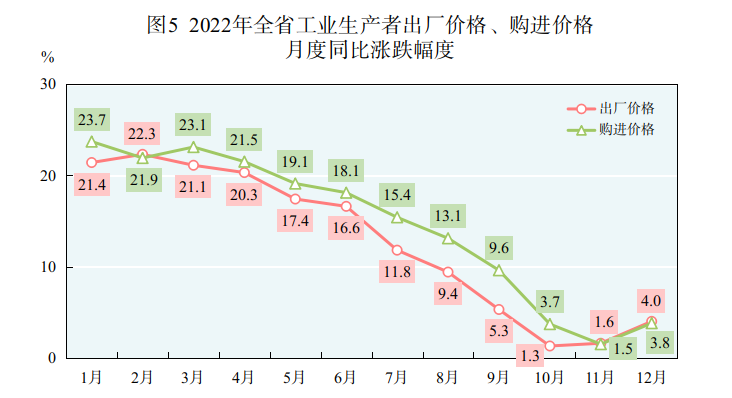 图5 2022年全省工业生产者出厂价格、购进价格
月度同比涨跌幅度
%
30
20
10
0
出厂价格
购进价格
23.7
22.3
23.1
21.5
19.1
18.1
15.4
13.1
9.6
3.7
1.6
4.0
21.4
21.9
21.1
20.3
17.4
16.6
11.8
9.4
5.3
1.3
1.5
3.8
1月
2月
3月
4月
5月
6月
7月
8月
9月
10月
11月
12月